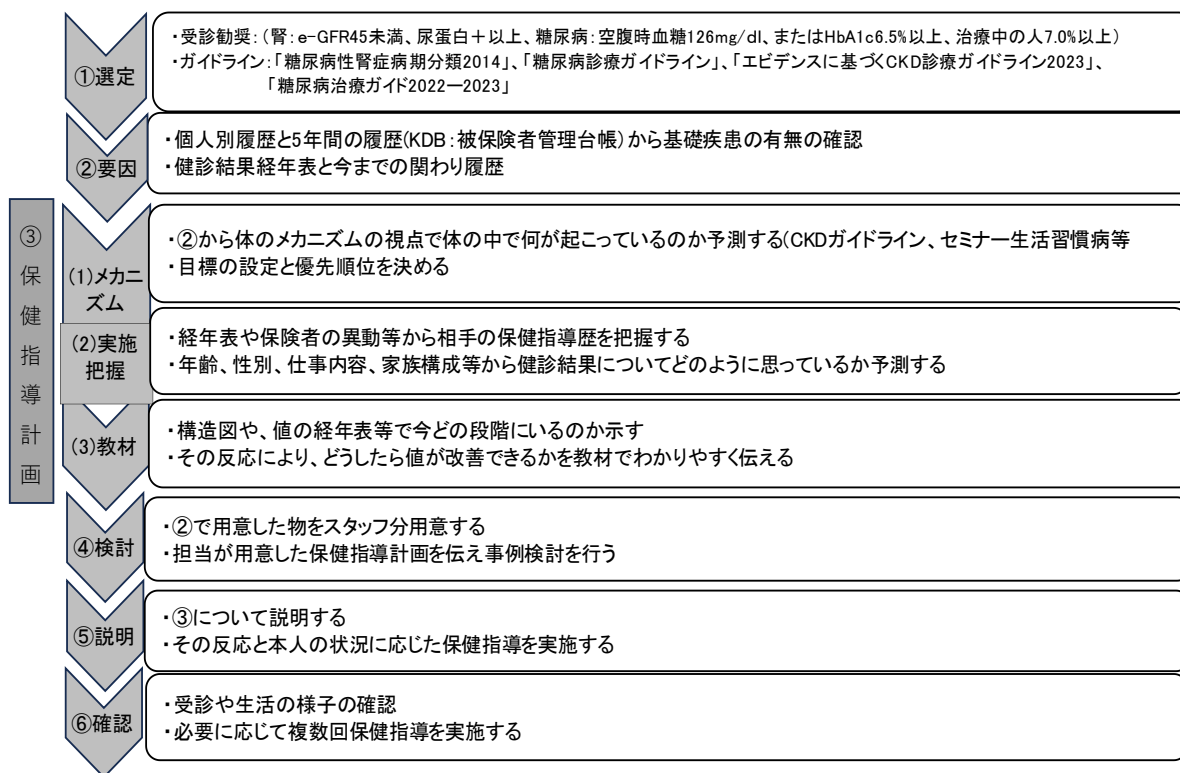 ①選定
・受診勧奨:(腎:e-GFR45未満、尿蛋白+以上、糖尿病:空腹時血糖126mg/dl、またはHbA1c6.5%以上、治療中の人7.0%以上)
・ガイドライン:「糖尿病性腎症病期分類2014」、「糖尿病診療ガイドライン」、「エビデンスに基づくCKD診療ガイドライン2023」、
「糖尿病治療ガイド2022ー2023」
②要因
・個人別履歴と5年間の履歴(KDB:被保険者管理台帳)から基礎疾患の有無の確認
・健診結果経年表と今までの関わり履歴
③保健指導計画
(1)メカニ
ズム
・②から体のメカニズムの視点で体の中で何が起こっているのか予測する(CKDガイドライン、セミナー生活習慣病等
・目標の設定と優先順位を決める
(2)実施
把握
・経年表や保険者の異動等から相手の保健指導歴を把握する
・年齢、性別、仕事内容、家族構成等から健診結果についてどのように思っているか予測する
(3)教材
・構造図や、値の経年表等で今どの段階にいるのか示す
・その反応により、どうしたら値が改善できるかを教材でわかりやすく伝える
④検討
・②で用意した物をスタッフ分用意する
・担当が用意した保健指導計画を伝え事例検討を行う
⑤説明
・③について説明する
・その反応と本人の状況に応じた保健指導を実施する
⑥確認
・受診や生活の様子の確認
・必要に応じて複数回保健指導を実施する